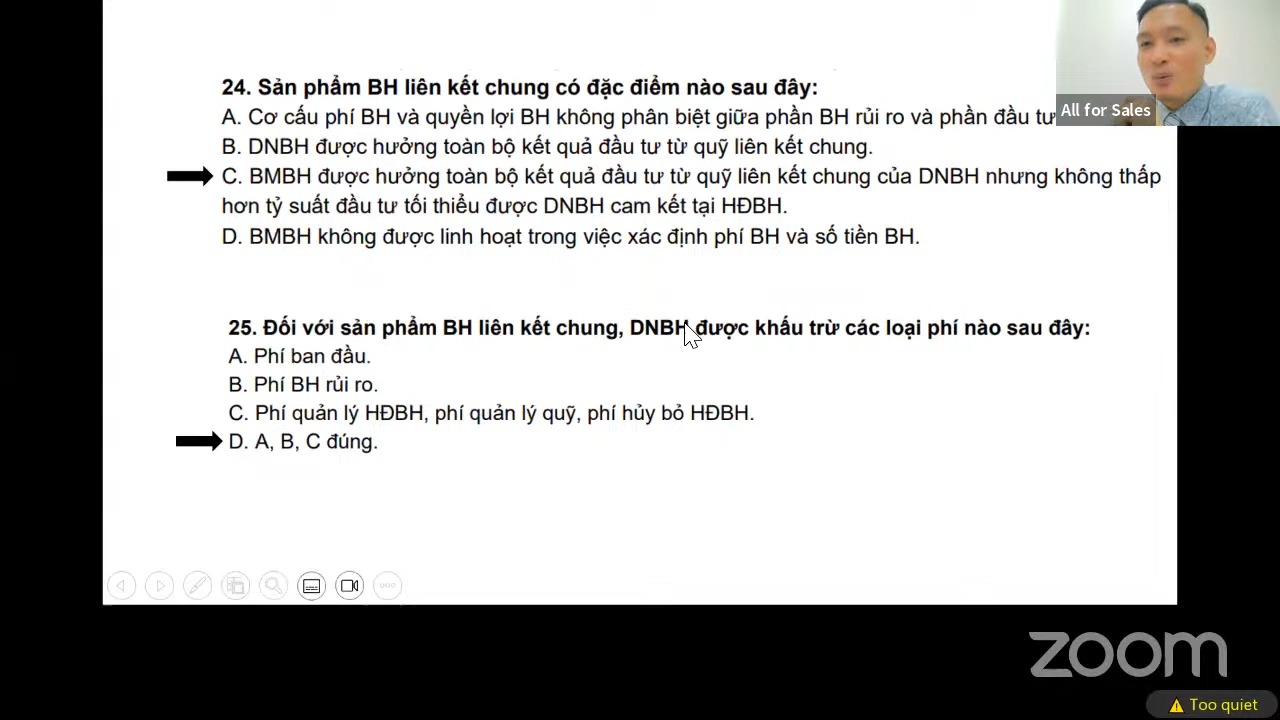 24. Sản phẩm BH liên kết chung có đặc điểm nào sau đây:
A. Cơ cấu phí BH và quyền lợi BH không phân biệt giữa phần BH rủi ro và phần đầu tư
B. DNBH được hưởng toàn bộ kết quả đầu tư từ quỹ liên kết chung.
C. BMBH được hưởng toàn bộ kết quả đầu tư từ quỹ liên kết chung của DNBH nhưng không thấp
hơn tỷ suất đầu tư tối thiểu được DNBH cam kết tại HĐBH.
D. BMBH không được linh hoạt trong việc xác định phí BH và số tiền BH.
25. Đối với sản phẩm BH liên kết chung, DNBH được khấu trừ các loại phí nào sau đây:
A. Phí ban đầu.
B. Phí BH rủi ro.
C. Phí quản lý HĐBH, phí quản lý quỹ, phí hủy bỏ HĐBH.
D. A, B, C đúng.
All for Sales
zoom
Too quiet